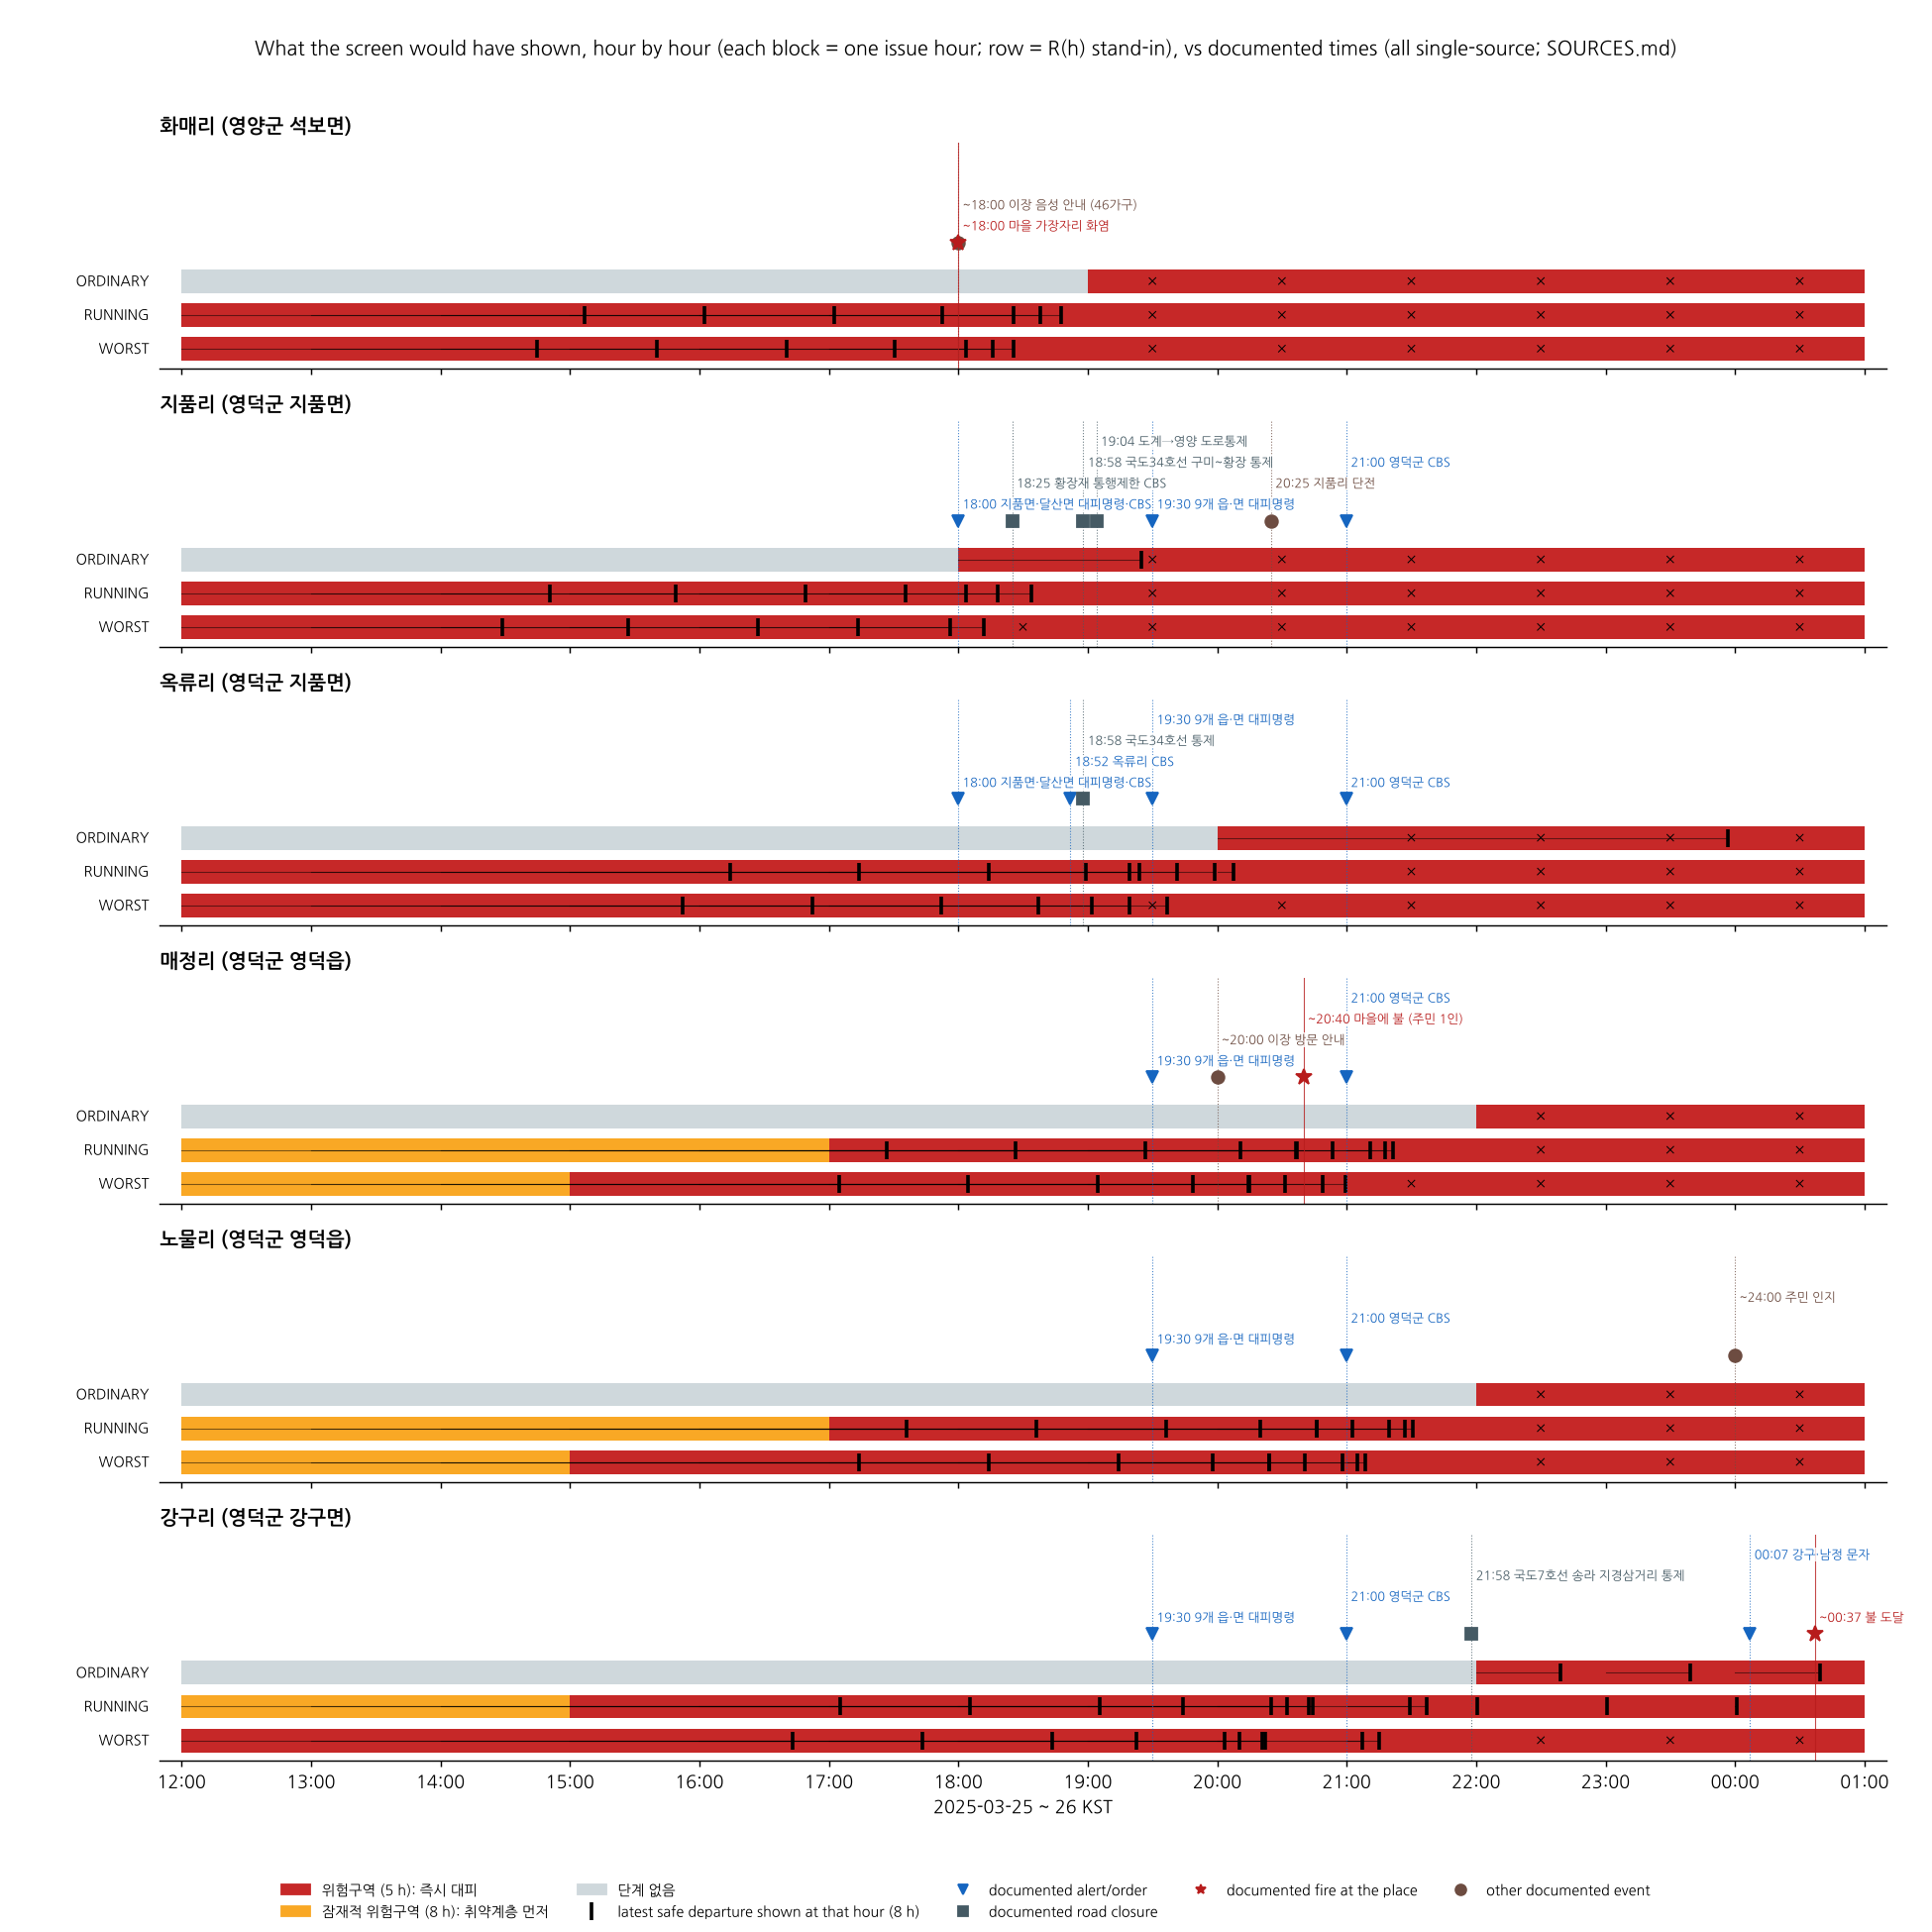 What the screen would have shown, hour by hour (each block = one issue hour; row = R(h) stand-in), vs documented times (all single-source; SOURCES.md)
화매리 (영양군 석보면)
~18:00 이장 음성 안내 (46가구)
~18:00 마을 가장자리 화염
ORDINARY
RUNNING
WORST
지품리 (영덕군 지품면)
19:04 도계→영양 도로통제
18:58 국도34호선 구미~황장 통제
21:00 영덕군 CBS
18:25 황장재 통행제한 CBS
20:25 지품리 단전
18:00 지품면·달산면 대피명령·CBS
19:30 9개 읍·면 대피명령
ORDINARY
RUNNING
WORST
옥류리 (영덕군 지품면)
19:30 9개 읍·면 대피명령
18:58 국도34호선 통제
18:52 옥류리 CBS
18:00 지품면·달산면 대피명령·CBS
21:00 영덕군 CBS
ORDINARY
RUNNING
WORST
매정리 (영덕군 영덕읍)
21:00 영덕군 CBS
~20:40 마을에 불 (주민 1인)
~20:00 이장 방문 안내
19:30 9개 읍·면 대피명령
ORDINARY
RUNNING
WORST
노물리 (영덕군 영덕읍)
~24:00 주민 인지
21:00 영덕군 CBS
19:30 9개 읍·면 대피명령
ORDINARY
RUNNING
WORST
강구리 (영덕군 강구면)
00:07 강구·남정 문자
21:58 국도7호선 송라 지경삼거리 통제
21:00 영덕군 CBS
19:30 9개 읍·면 대피명령
~00:37 불 도달
ORDINARY
RUNNING
WORST
12:00 13:00 14:00 15:00 16:00 17:00 18:00 19:00 20:00 21:00 22:00 23:00 00:00 01:00
2025-03-25 ~ 26 KST
위험구역 (5 h): 즉시 대피
단계 없음
documented alert/order
documented fire at the place
other documented event
잠재적 위험구역 (8 h): 취약계층 먼저
latest safe departure shown at that hour (8 h)
documented road closure